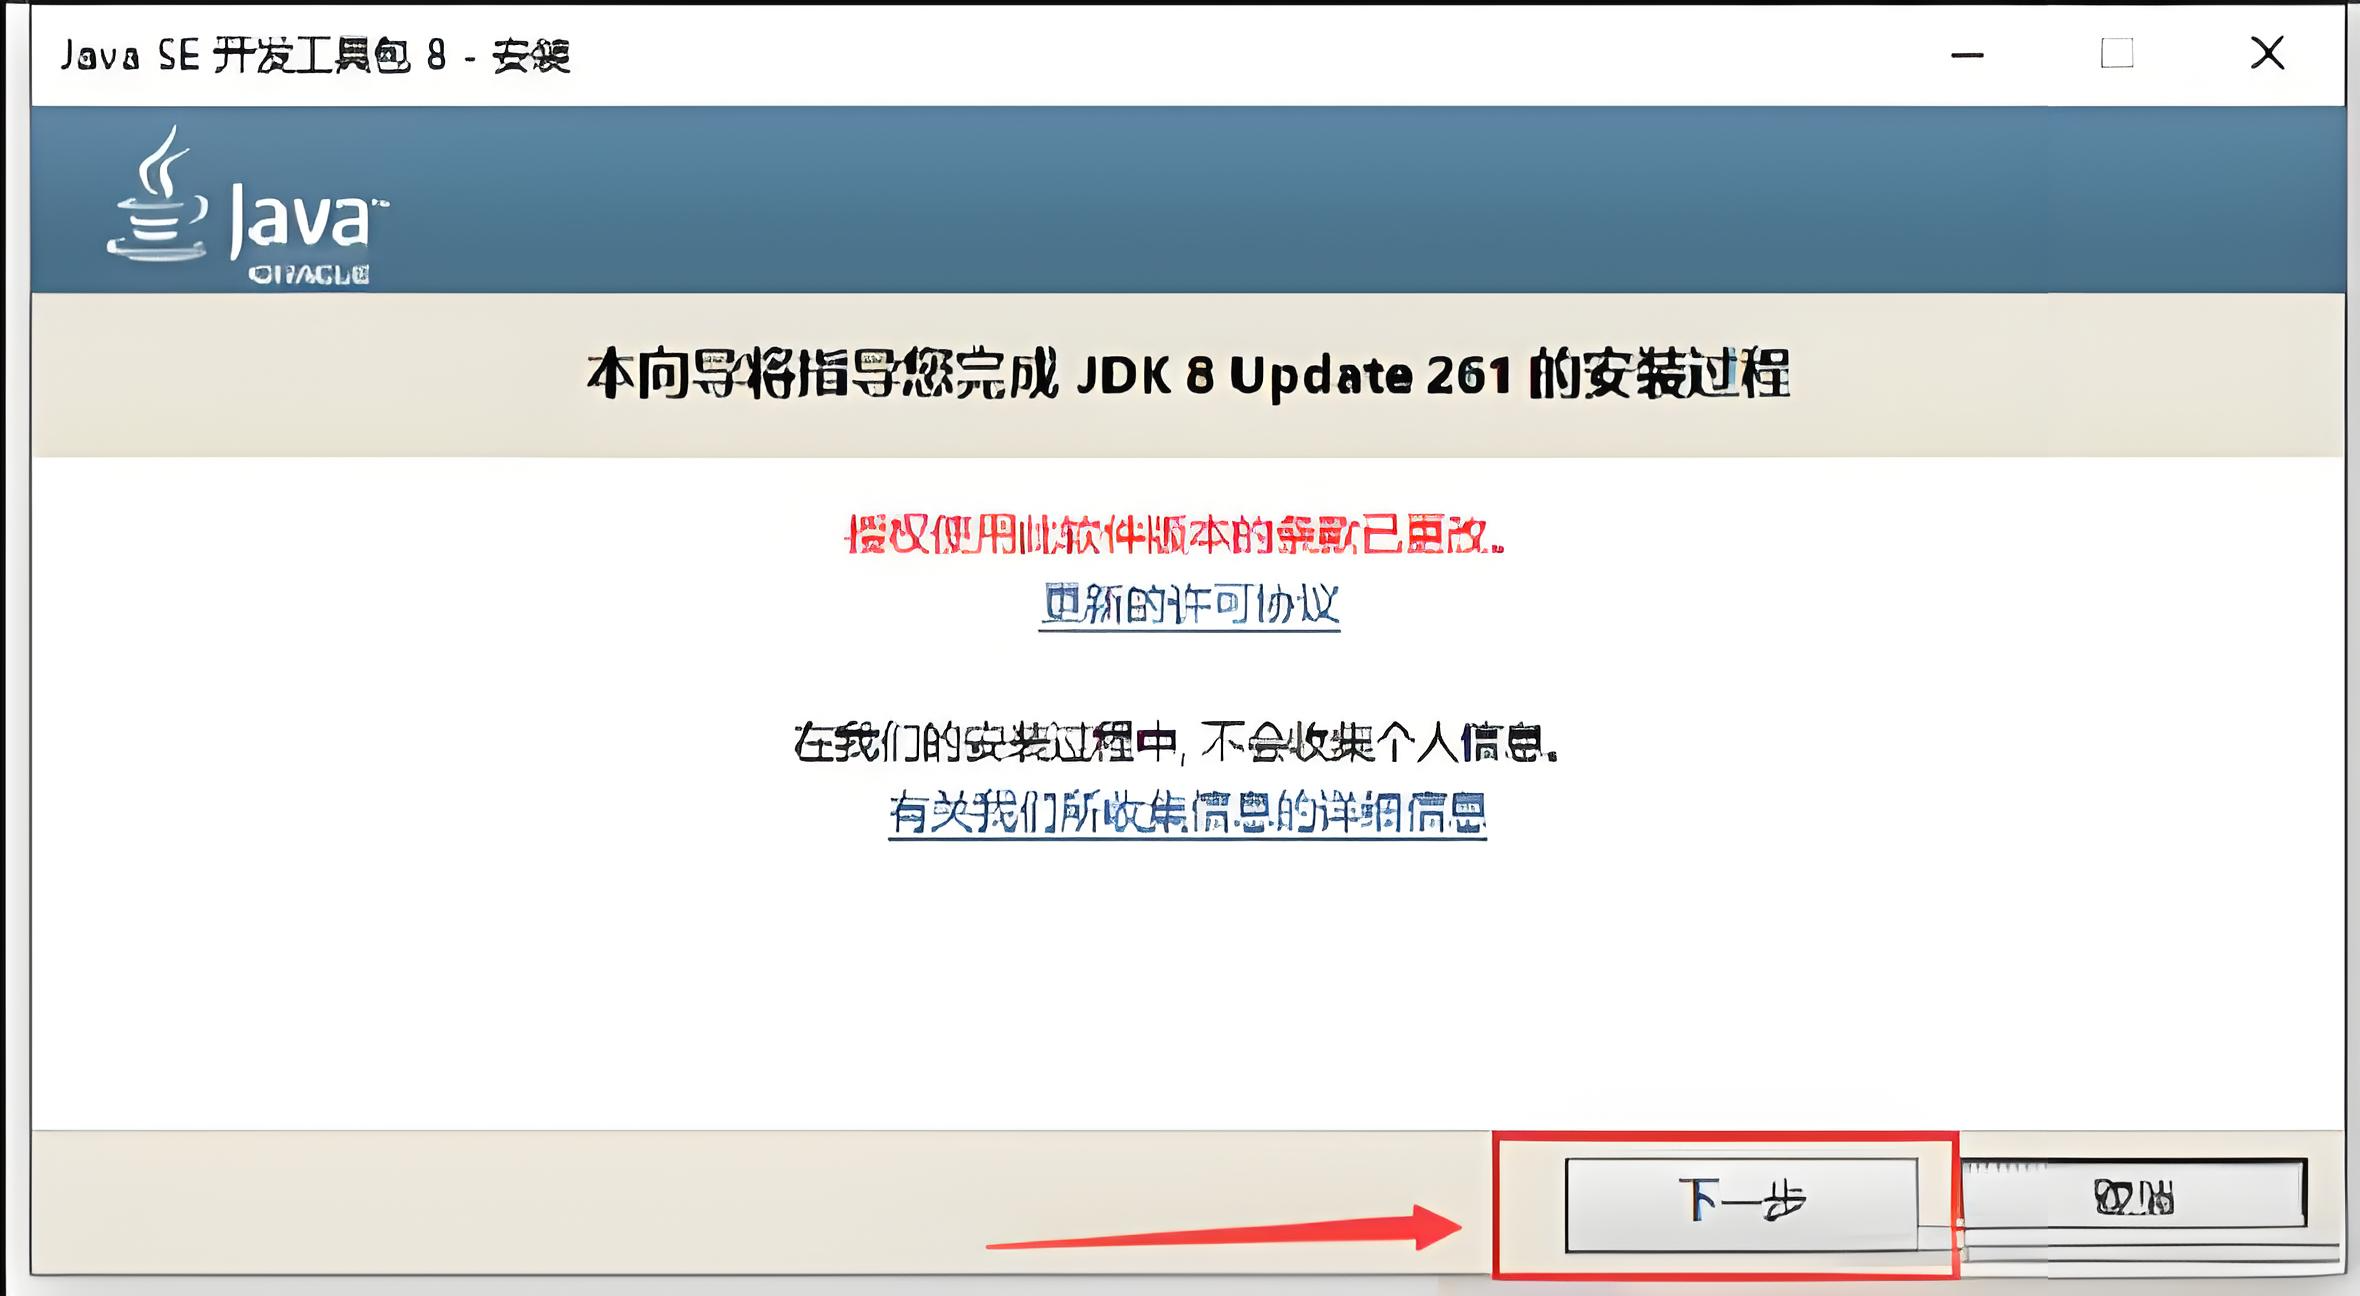 Java SE 开发工具包 8 - 安装
Java
ORACLE
本向导将指导您完成 JDK 8 Update 261 的安装过程
授权使用此软件版本的条款已更改。
更新的许可协议
在我们的安装过程中, 不会收集个人信息。
有关我们所收集信息的详细信息
下一步